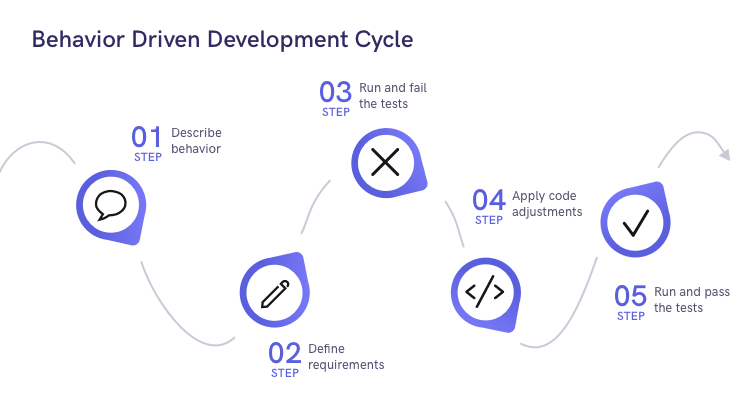 Behavior Driven Development Cycle
01
STEP
Describe
behavior
02
STEP
Define
requirements
03
STEP
Run and fail
the tests
04
STEP
Apply code
adjustments
05
STEP
Run and pass
the tests